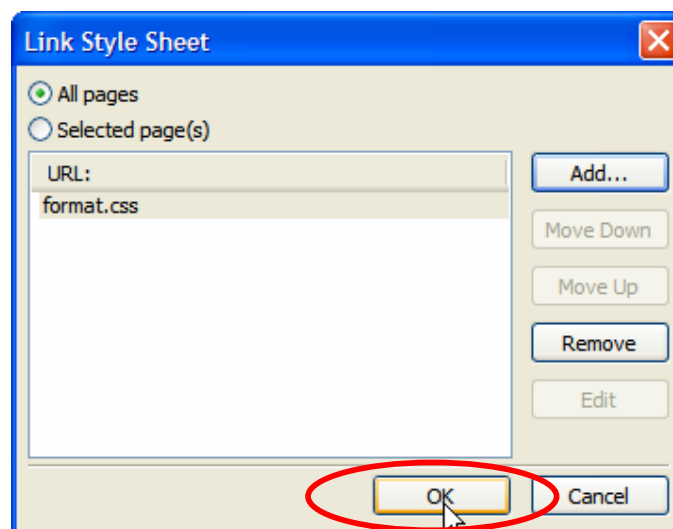 Link Style Sheet
All pages
Selected page(s)
URL:
format.css
Add...
Move Down
Move Up
Remove
Edit
OK
Cancel